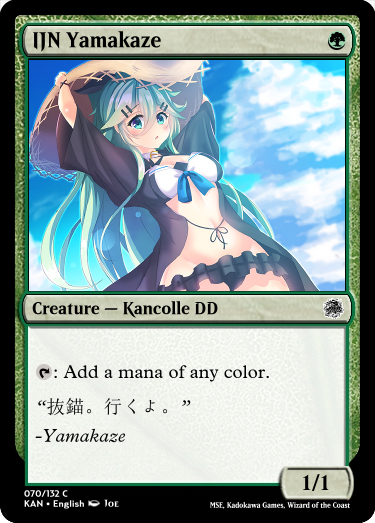 IJN Yamakaze
Creature — Kancolle DD
: Add a mana of any color.
“抜錨。行くよ。”
-Yamakaze
1/1
070/132 C
KAN • English JOE
MSE, Kadokawa Games, Wizard of the Coast